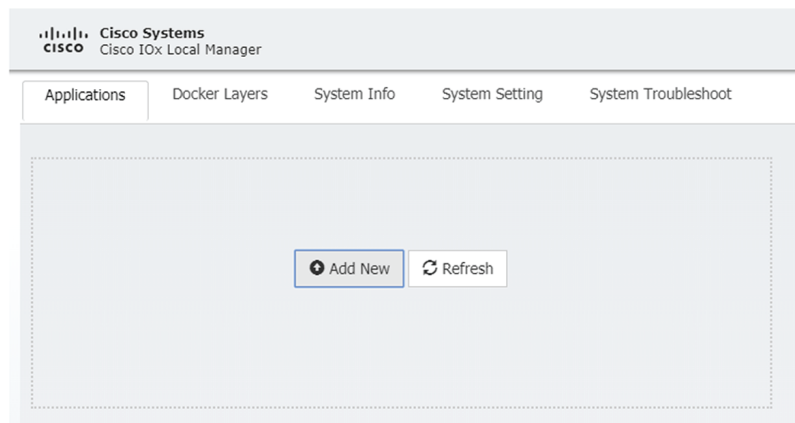 CISCO
Cisco Systems
Cisco IOx Local Manager
Applications Docker Layers System Info System Setting System Troubleshoot
Add New Refresh